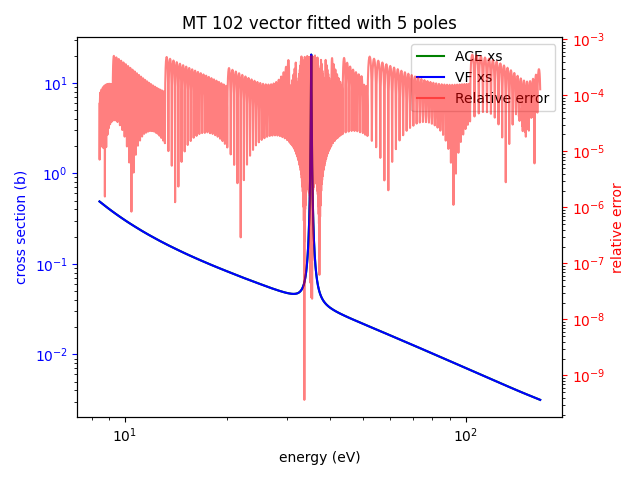 MT 102 vector fitted with 5 poles
ACE xs
VF xs
Relative error
cross section (b)
10^1
10^0
10^-1
10^-2
relative error
10^-3
10^-4
10^-5
10^-6
10^-7
10^-8
10^-9
10^1
10^2
energy (eV)